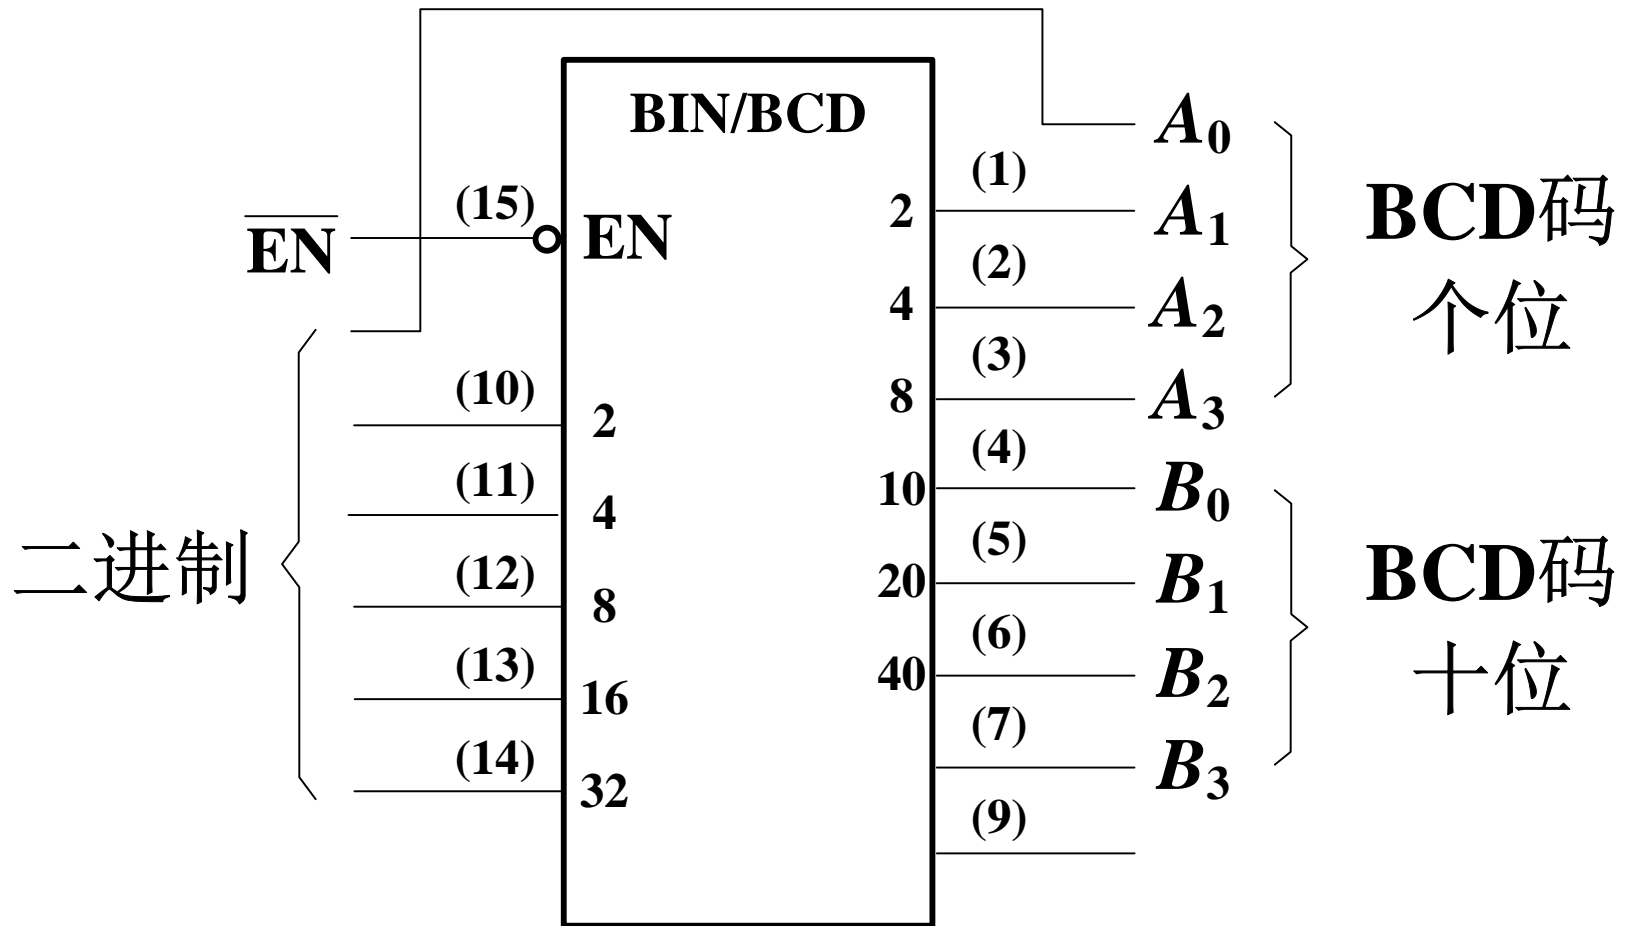 BIN/BCD
A₀
(1)
(15)
2
A₁
BCD码
E̅N̅
EN
(2)
4
A₂
个位
(3)
(10)
8
A₃
2
(4)
(11)
10
B₀
4
(5)
二进制
(12)
20
B₁
BCD码
8
(6)
(13)
40
B₂
十位
16
(7)
(14)
B₃
32
(9)